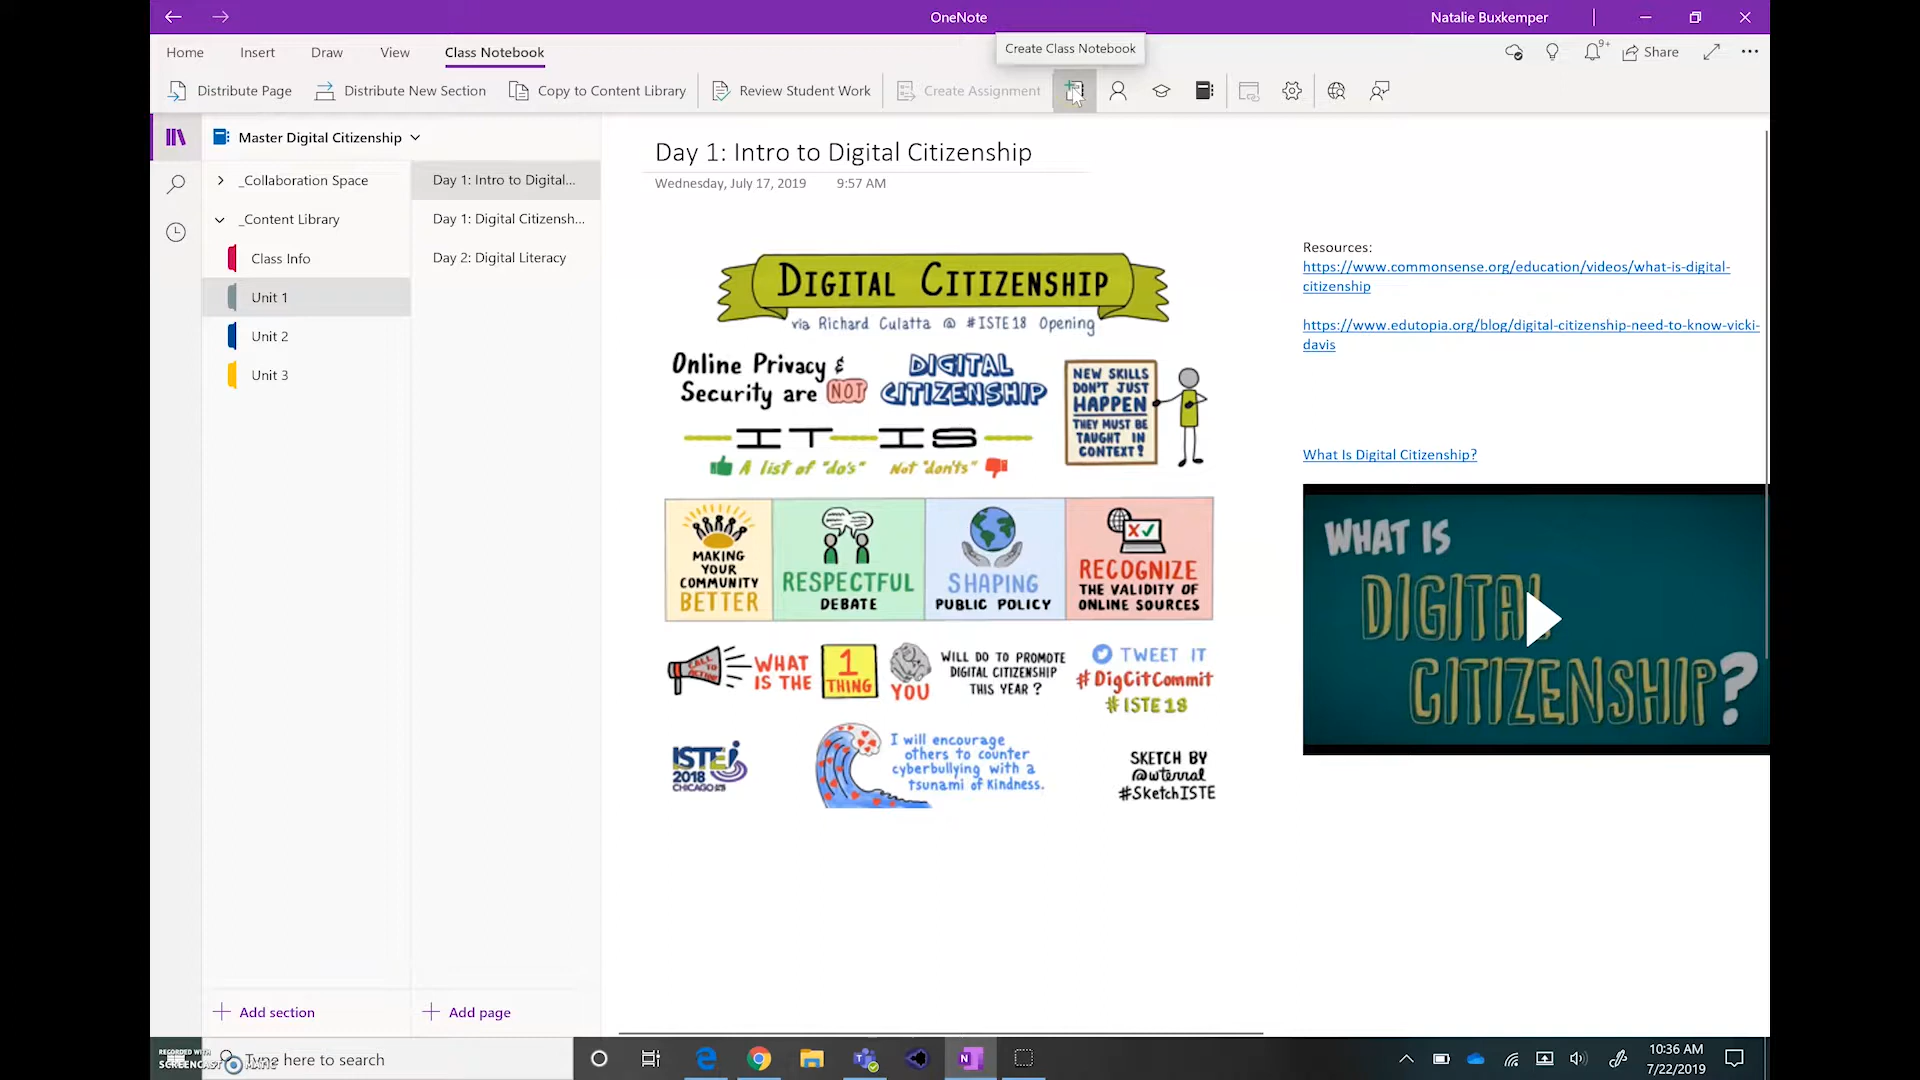 OneNote
Natalie Buxkemper
Home
Insert
Draw
View
Class Notebook
Create Class Notebook
9+
Share
Distribute Page
Distribute New Section
Copy to Content Library
Review Student Work
Create Assignment
Master Digital Citizenship
_Collaboration Space
_Content Library
Class Info
Unit 1
Unit 2
Unit 3
Day 1: Intro to Digital...
Day 1: Digital Citizensh...
Day 2: Digital Literacy
Day 1: Intro to Digital Citizenship
Wednesday, July 17, 2019
9:57 AM
DIGITAL CITIZENSHIP
via Richard Culatta @ #ISTE18 Opening
Online Privacy &
Security are NOT
DIGITAL
CITIZENSHIP
IT IS
A list of "do's" Not "don'ts"
NEW SKILLS
DON'T JUST
HAPPEN
THEY MUST BE
TAUGHT IN
CONTEXT!
MAKING
YOUR
COMMUNITY
BETTER
RESPECTFUL
DEBATE
SHAPING
PUBLIC POLICY
RECOGNIZE
THE VALIDITY OF
ONLINE SOURCES
CALL TO
ACTION
WHAT
IS THE
1
THING
YOU
WILL DO TO PROMOTE
DIGITAL CITIZENSHIP
THIS YEAR?
TWEET IT
#DigCitCommit
#ISTE18
ISTE
2018
CHICAGO
I will encourage
others to counter
cyberbullying with a
tsunami of kindness.
SKETCH BY
@wternal
#SketchISTE
Resources:
https://www.commonsense.org/education/videos/what-is-digital-
citizenship
https://www.edutopia.org/blog/digital-citizenship-need-to-know-vicki-
davis
What Is Digital Citizenship?
WHAT IS
DIGITAL
CITIZENSHIP?
Add section
Add page
RECORDED WITH
SCREENCAST
MATIC
Type here to search
10:36 AM
7/22/2019